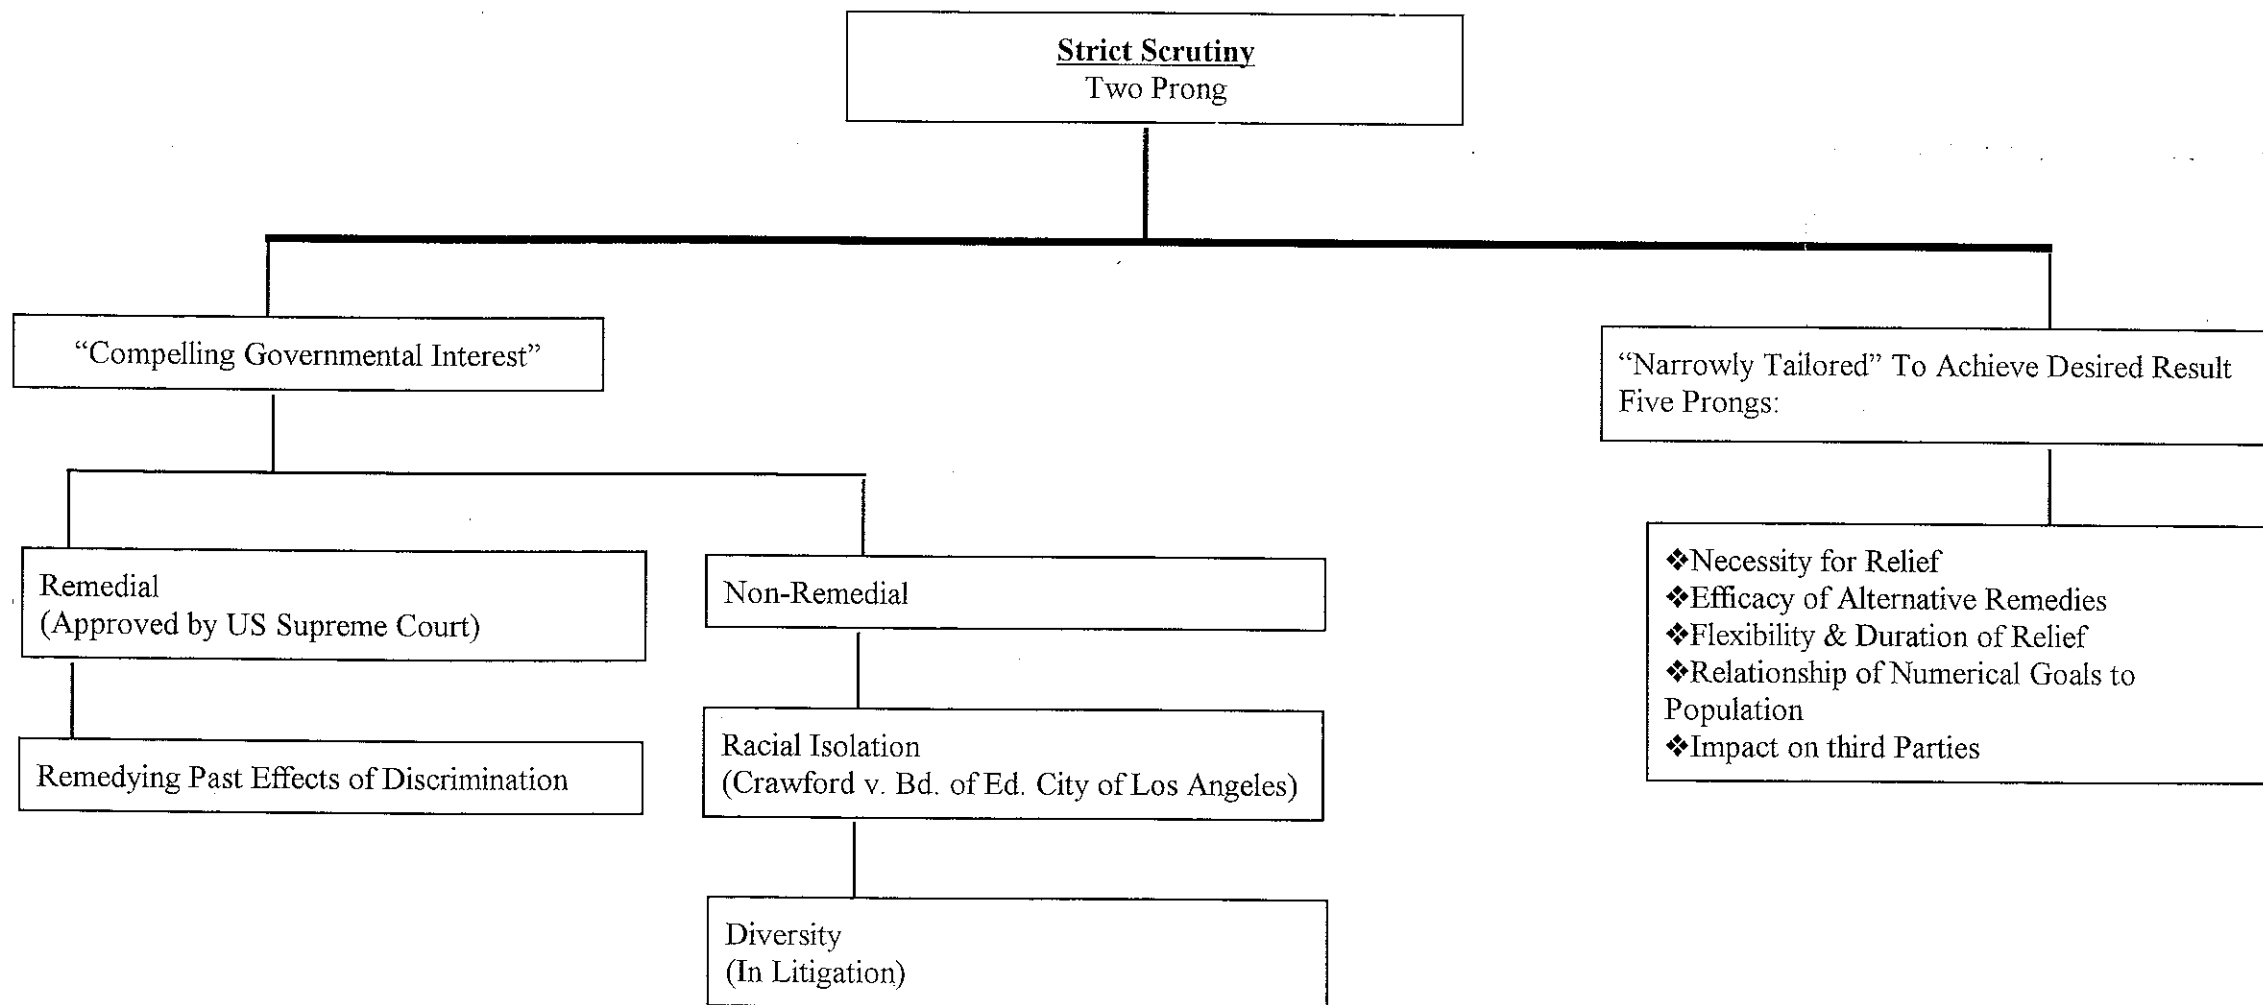 Strict Scrutiny
Two Prong
“Compelling Governmental Interest”
“Narrowly Tailored” To Achieve Desired Result
Five Prongs:
Remedial
(Approved by US Supreme Court)
Non-Remedial
❖Necessity for Relief
❖Efficacy of Alternative Remedies
❖Flexibility & Duration of Relief
❖Relationship of Numerical Goals to
Population
❖Impact on third Parties
Remedying Past Effects of Discrimination
Racial Isolation
(Crawford v. Bd. of Ed. City of Los Angeles)
Diversity
(In Litigation)